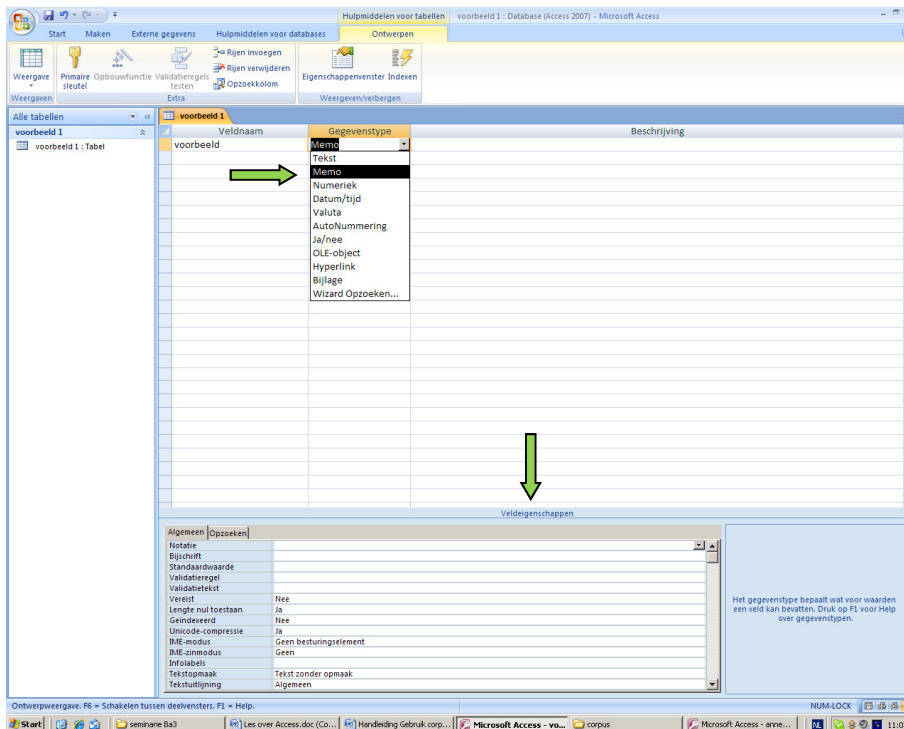 Hulpmiddelen voor tabellen voorbeeld 1 : Database (Access 2007) - Microsoft Access
Start Maken Externe gegevens Hulpmiddelen voor databases Ontwerpen
Weergave
Primaire sleutel
Opbouwfunctie
Validatieregels testen
Rijen invoegen
Rijen verwijderen
Opzoekkolom
Eigenschappenvenster Indexen
Weergaven Extra Weergeven/verbergen
Alle tabellen
voorbeeld 1
voorbeeld 1 : Tabel
voorbeeld 1
Veldnaam Gegevenstype Beschrijving
voorbeeld Memo
Tekst
Memo
Numeriek
Datum/tijd
Valuta
AutoNummering
Ja/nee
OLE-object
Hyperlink
Bijlage
Wizard Opzoeken...
Veldeigenschappen
Algemeen Opzoeken
Notatie
Bijschrift
Standaardwaarde
Validatieregel
Validatietekst
Vereist Nee
Lengte nul toestaan Ja
Geïndexeerd Nee
Unicode-compressie Ja
IME-modus Geen besturingselement
IME-zinmodus Geen
Infolabels
Tekstopmaak Tekst zonder opmaak
Tekstuitlijning Algemeen
Het gegevenstype bepaalt wat voor waarden
een veld kan bevatten. Druk op F1 voor Help
over gegevenstypen.
Ontwerpweergave. F6 = Schakelen tussen deelvensters. F1 = Help. NUM-LOCK
Start seminarie Ba3 Les over Access.doc (Co... Handleiding Gebruik corp... Microsoft Access - vo... corpus Microsoft Access - anne... NL